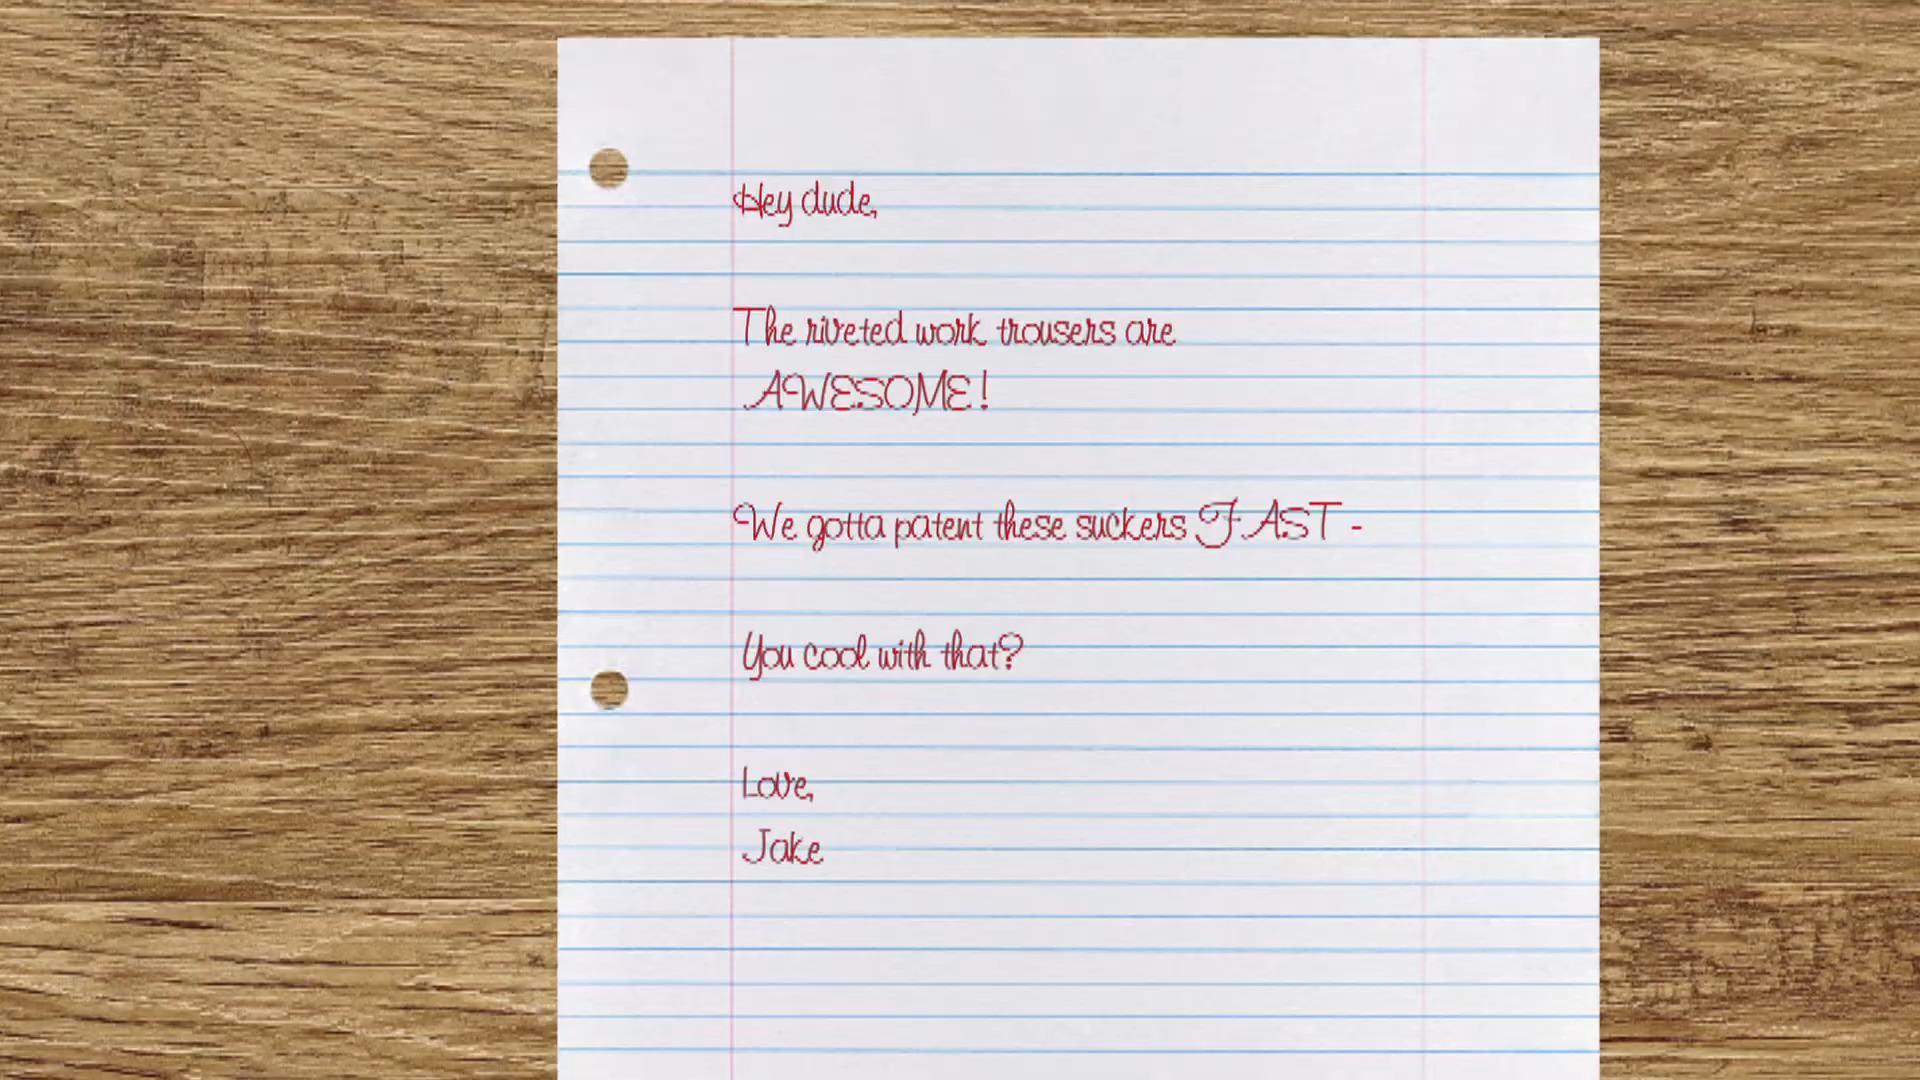 Hey dude,
The riveted work trousers are
AWESOME!
We gotta patent these suckers FAST -
You cool with that?
Love,
Jake